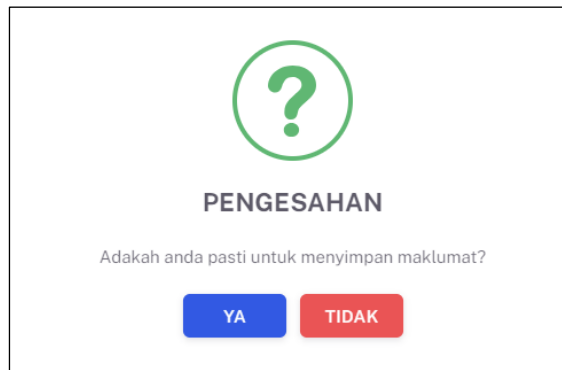 ?
PENGESAHAN
Adakah anda pasti untuk menyimpan maklumat?
YA TIDAK